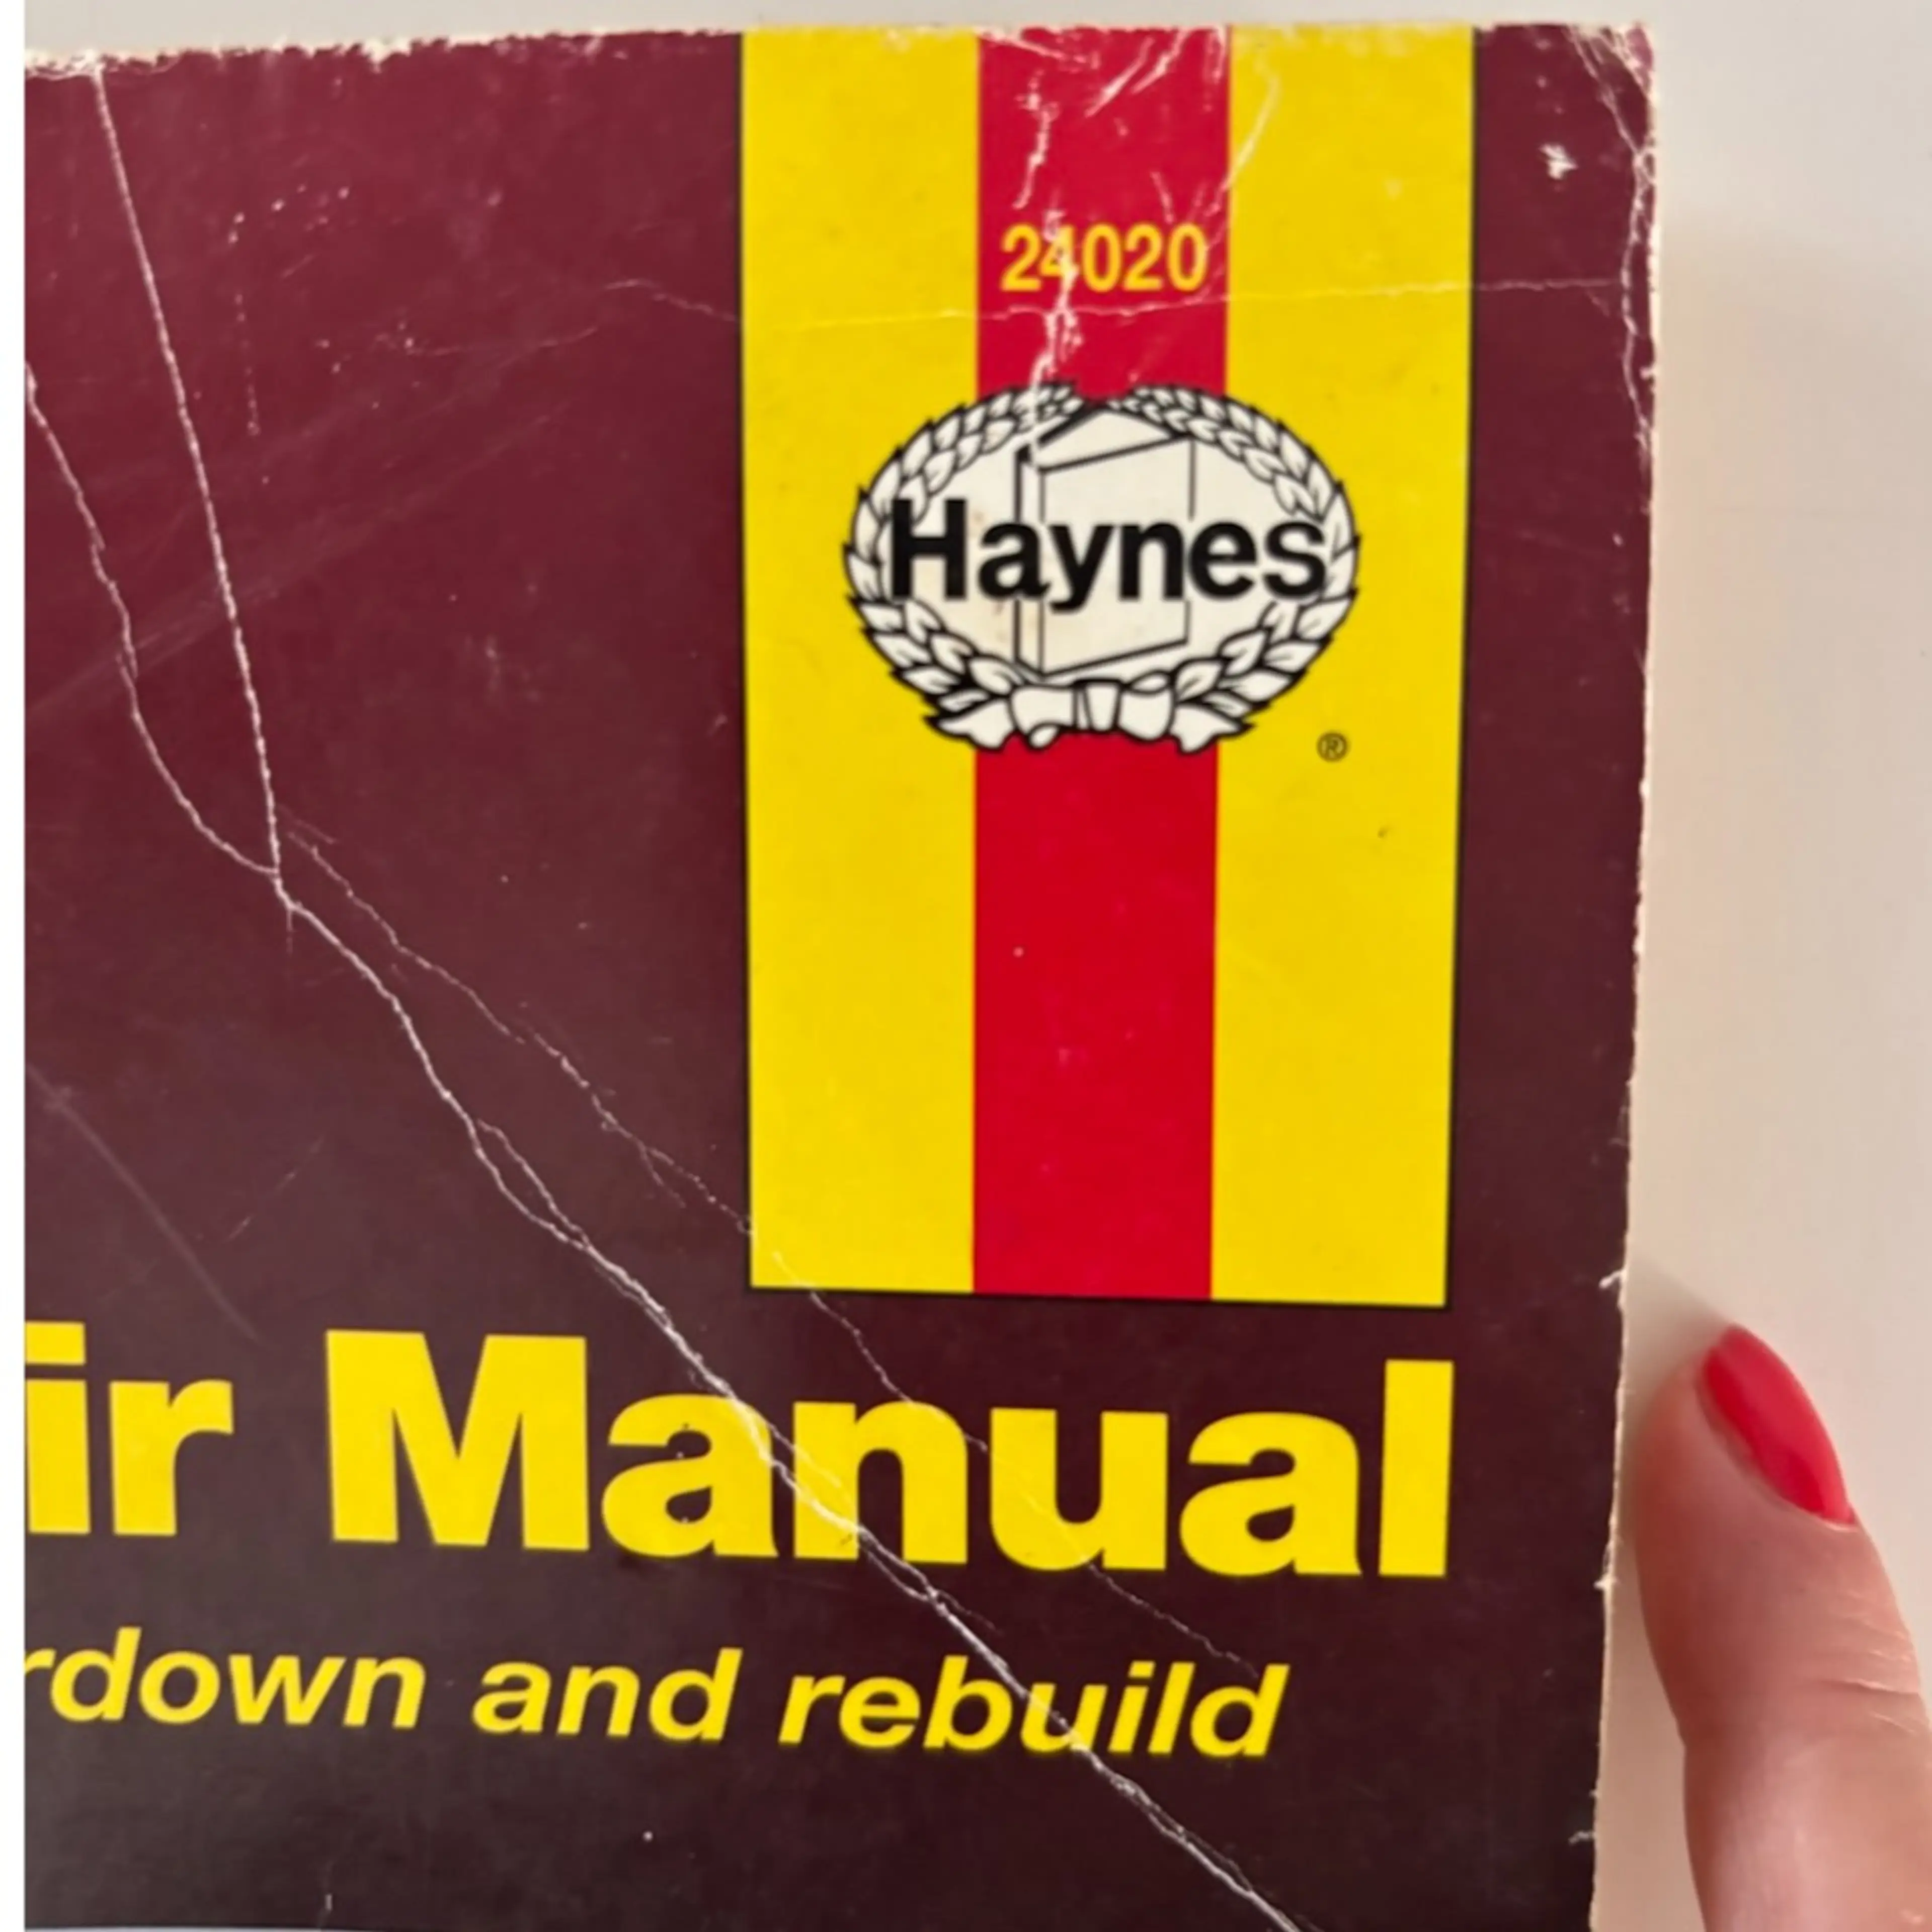 24020
Haynes
®
ir Manual
rdown and rebuild